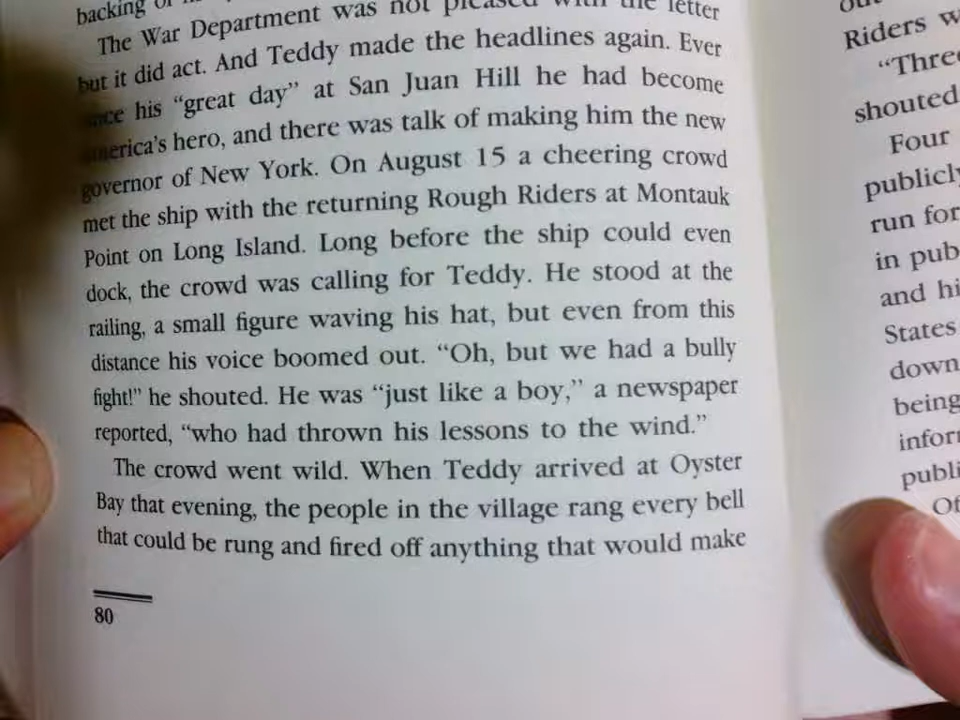 backing of
The War Department was not pleased with the letter
but it did act. And Teddy made the headlines again. Ever
his “great day” at San Juan Hill he had become
America's hero, and there was talk of making him the new
governor of New York. On August 15 a cheering crowd
met the ship with the returning Rough Riders at Montauk
Point on Long Island. Long before the ship could even
dock, the crowd was calling for Teddy. He stood at the
railing, a small figure waving his hat, but even from this
distance his voice boomed out. “Oh, but we had a bully
fight!” he shouted. He was “just like a boy,” a newspaper
reported, “who had thrown his lessons to the wind.”
The crowd went wild. When Teddy arrived at Oyster
Bay that evening, the people in the village rang every bell
that could be rung and fired off anything that would make
80
Riders
“Three
shouted
Four
publicly
run for
in pub
and hi
States
down
being
infor
publi
Of